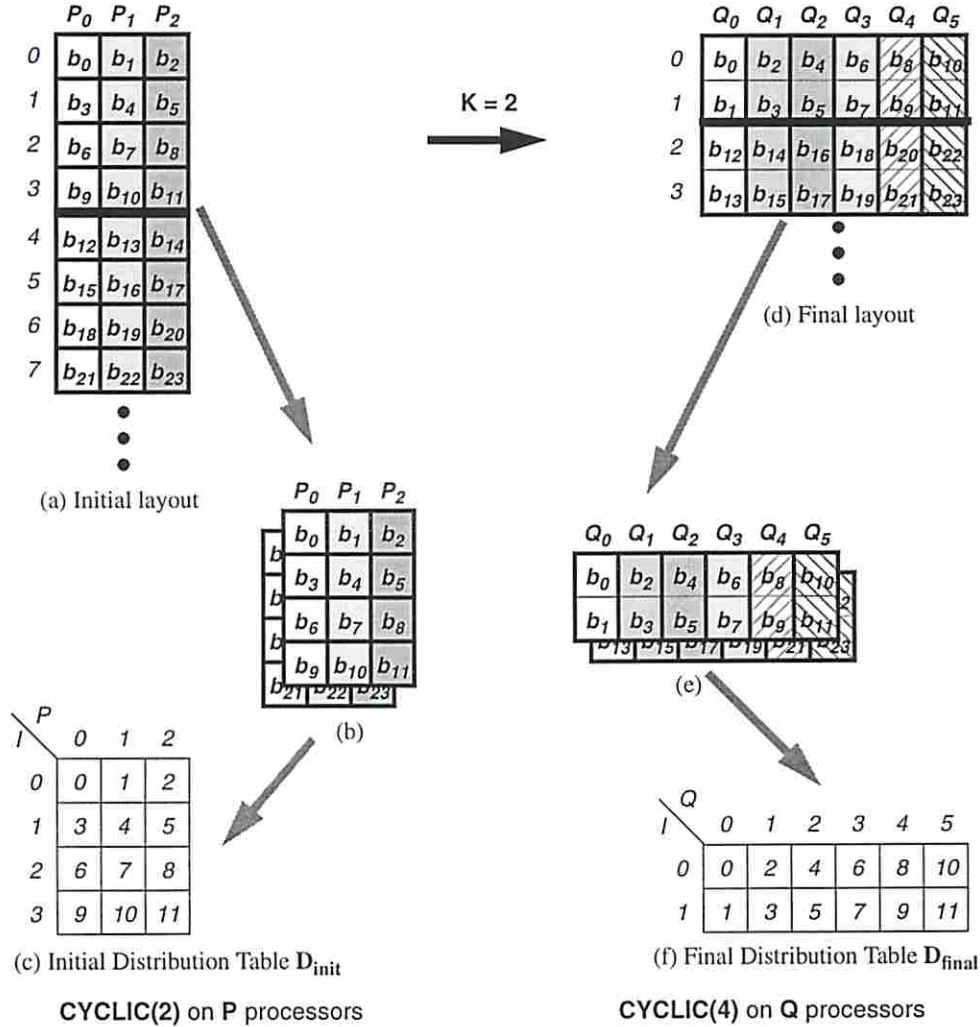 P0 P1 P2
0 b0 b1 b2
1 b3 b4 b5
2 b6 b7 b8
3 b9 b10 b11
4 b12 b13 b14
5 b15 b16 b17
6 b18 b19 b20
7 b21 b22 b23
(a) Initial layout
K = 2
Q0 Q1 Q2 Q3 Q4 Q5
0 b0 b2 b4 b6 b8 b10
1 b1 b3 b5 b7 b9 b11
2 b12 b14 b16 b18 b20 b22
3 b13 b15 b17 b19 b21 b23
(d) Final layout
P0 P1 P2
b0 b1 b2
b3 b4 b5
b6 b7 b8
b9 b10 b11
b21 b22 b23
(b)
Q0 Q1 Q2 Q3 Q4 Q5
b0 b2 b4 b6 b8 b10
b1 b3 b5 b7 b9 b11
b13 b15 b17 b19 b21 b23
(e)
P
I 0 1 2
0 0 1 2
1 3 4 5
2 6 7 8
3 9 10 11
(c) Initial Distribution Table Dinit
CYCLIC(2) on P processors
Q
I 0 1 2 3 4 5
0 0 2 4 6 8 10
1 1 3 5 7 9 11
(f) Final Distribution Table Dfinal
CYCLIC(4) on Q processors